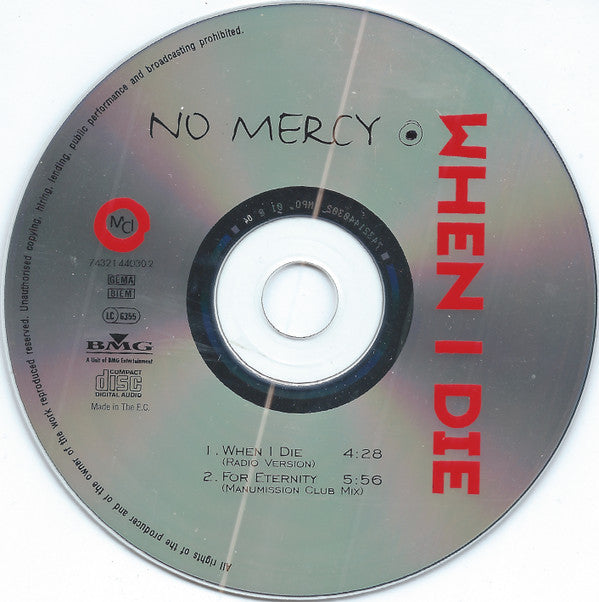 NO MERCY
WHEN I DIE
MCI
74321 44030 2
GEMA
BIEM
LC 6355
BMG
A Unit of BMG Entertainment
COMPACT
disc
DIGITAL AUDIO
Made in The E.C.
1. WHEN I DIE 4:28
(RADIO VERSION)
2. FOR ETERNITY 5:56
(MANUMISSION CLUB MIX)
All rights of the producer and of the owner of the work reproduced reserved. Unauthorised copying, hiring, lending, public performance and broadcasting prohibited.